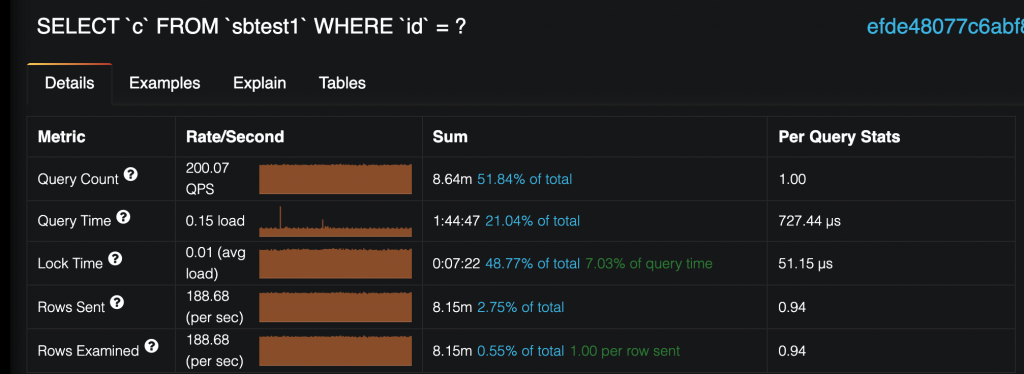 SELECT `c` FROM `sbtest1` WHERE `id` = ? efde48077c6abf8
Details Examples Explain Tables
Metric Rate/Second Sum Per Query Stats
Query Count ? 200.07 QPS 8.64m 51.84% of total 1.00
Query Time ? 0.15 load 1:44:47 21.04% of total 727.44 µs
Lock Time ? 0.01 (avg load) 0:07:22 48.77% of total 7.03% of query time 51.15 µs
Rows Sent ? 188.68 (per sec) 8.15m 2.75% of total 0.94
Rows Examined ? 188.68 (per sec) 8.15m 0.55% of total 1.00 per row sent 0.94